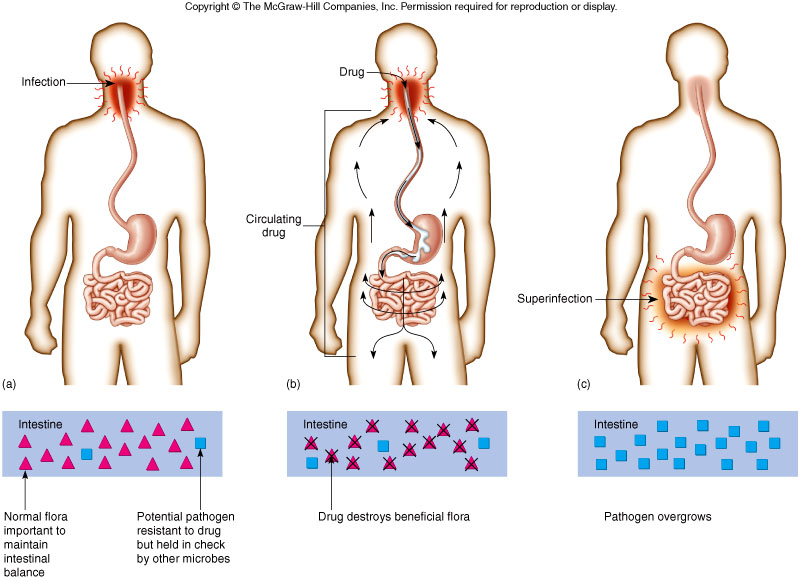 Copyright © The McGraw-Hill Companies, Inc. Permission required for reproduction or display.
Infection
Drug
Circulating
drug
Superinfection
(a)
(b)
(c)
Intestine
Intestine
Intestine
Normal flora
important to
maintain
intestinal
balance
Potential pathogen
resistant to drug
but held in check
by other microbes
Drug destroys beneficial flora
Pathogen overgrows